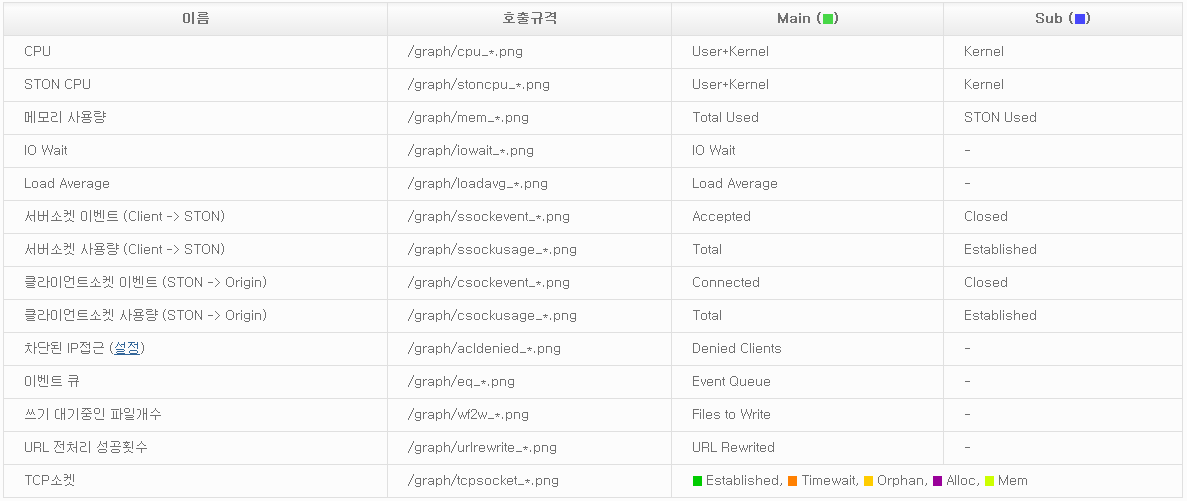 이름 호출규격 Main (■) Sub (■)
CPU /graph/cpu_*.png User+Kernel Kernel
STON CPU /graph/stoncpu_*.png User+Kernel Kernel
메모리 사용량 /graph/mem_*.png Total Used STON Used
IO Wait /graph/iowait_*.png IO Wait -
Load Average /graph/loadavg_*.png Load Average -
서버소켓 이벤트 (Client -> STON) /graph/ssockevent_*.png Accepted Closed
서버소켓 사용량 (Client -> STON) /graph/ssockusage_*.png Total Established
클라이언트소켓 이벤트 (STON -> Origin) /graph/csockevent_*.png Connected Closed
클라이언트소켓 사용량 (STON -> Origin) /graph/csockusage_*.png Total Established
차단된 IP접근 (설정) /graph/acldenied_*.png Denied Clients -
이벤트 큐 /graph/eq_*.png Event Queue -
쓰기 대기중인 파일개수 /graph/wf2w_*.png Files to Write -
URL 전처리 성공횟수 /graph/urlrewrite_*.png URL Rewrited -
TCP소켓 /graph/tcpsocket_*.png ■ Established, ■ Timewait, ■ Orphan, ■ Alloc, ■ Mem